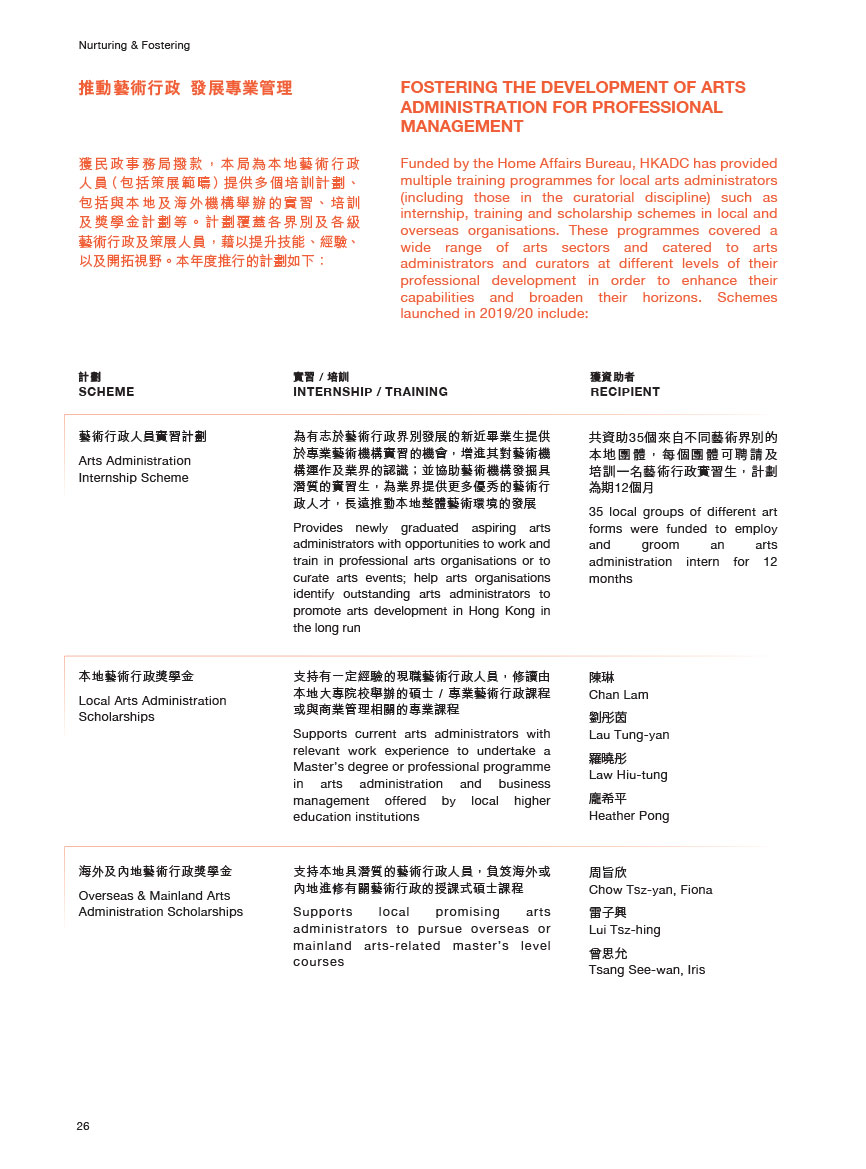 Nurturing & Fostering
推動藝術行政 發展專業管理
FOSTERING THE DEVELOPMENT OF ARTS
ADMINISTRATION FOR PROFESSIONAL
MANAGEMENT
獲民政事務局撥款，本局為本地藝術行政
人員（包括策展範疇）提供多個培訓計劃、
包括與本地及海外機構舉辦的實習、培訓
及獎學金計劃等。計劃覆蓋各界別及各級
藝術行政及策展人員，藉以提升技能、經驗、
以及開拓視野。本年度推行的計劃如下：
Funded by the Home Affairs Bureau, HKADC has provided
multiple training programmes for local arts administrators
(including those in the curatorial discipline) such as
internship, training and scholarship schemes in local and
overseas organisations. These programmes covered a
wide range of arts sectors and catered to arts
administrators and curators at different levels of their
professional development in order to enhance their
capabilities and broaden their horizons. Schemes
launched in 2019/20 include:
計劃
SCHEME
實習 / 培訓
INTERNSHIP / TRAINING
獲資助者
RECIPIENT
藝術行政人員實習計劃
Arts Administration
Internship Scheme
為有志於藝術行政界別發展的新近畢業生提供
於專業藝術機構實習的機會，增進其對藝術機
構運作及業界的認識；並協助藝術機構發掘具
潛質的實習生，為業界提供更多優秀的藝術行
政人才，長遠推動本地整體藝術環境的發展
Provides newly graduated aspiring arts
administrators with opportunities to work and
train in professional arts organisations or to
curate arts events; help arts organisations
identify outstanding arts administrators to
promote arts development in Hong Kong in
the long run
共資助35個來自不同藝術界別的
本地團體，每個團體可聘請及
培訓一名藝術行政實習生，計劃
為期12個月
35 local groups of different art
forms were funded to employ
and groom an arts
administration intern for 12
months
本地藝術行政獎學金
Local Arts Administration
Scholarships
支持有一定經驗的現職藝術行政人員，修讀由
本地大專院校舉辦的碩士 / 專業藝術行政課程
或與商業管理相關的專業課程
Supports current arts administrators with
relevant work experience to undertake a
Master's degree or professional programme
in arts administration and business
management offered by local higher
education institutions
陳琳
Chan Lam
劉彤茵
Lau Tung-yan
羅曉彤
Law Hiu-tung
龐希平
Heather Pong
海外及內地藝術行政獎學金
Overseas & Mainland Arts
Administration Scholarships
支持本地具潛質的藝術行政人員，負笈海外或
內地進修有關藝術行政的授課式碩士課程
Supports local promising arts
administrators to pursue overseas or
mainland arts-related master's level
courses
周旨欣
Chow Tsz-yan, Fiona
雷子興
Lui Tsz-hing
曾思允
Tsang See-wan, Iris
26